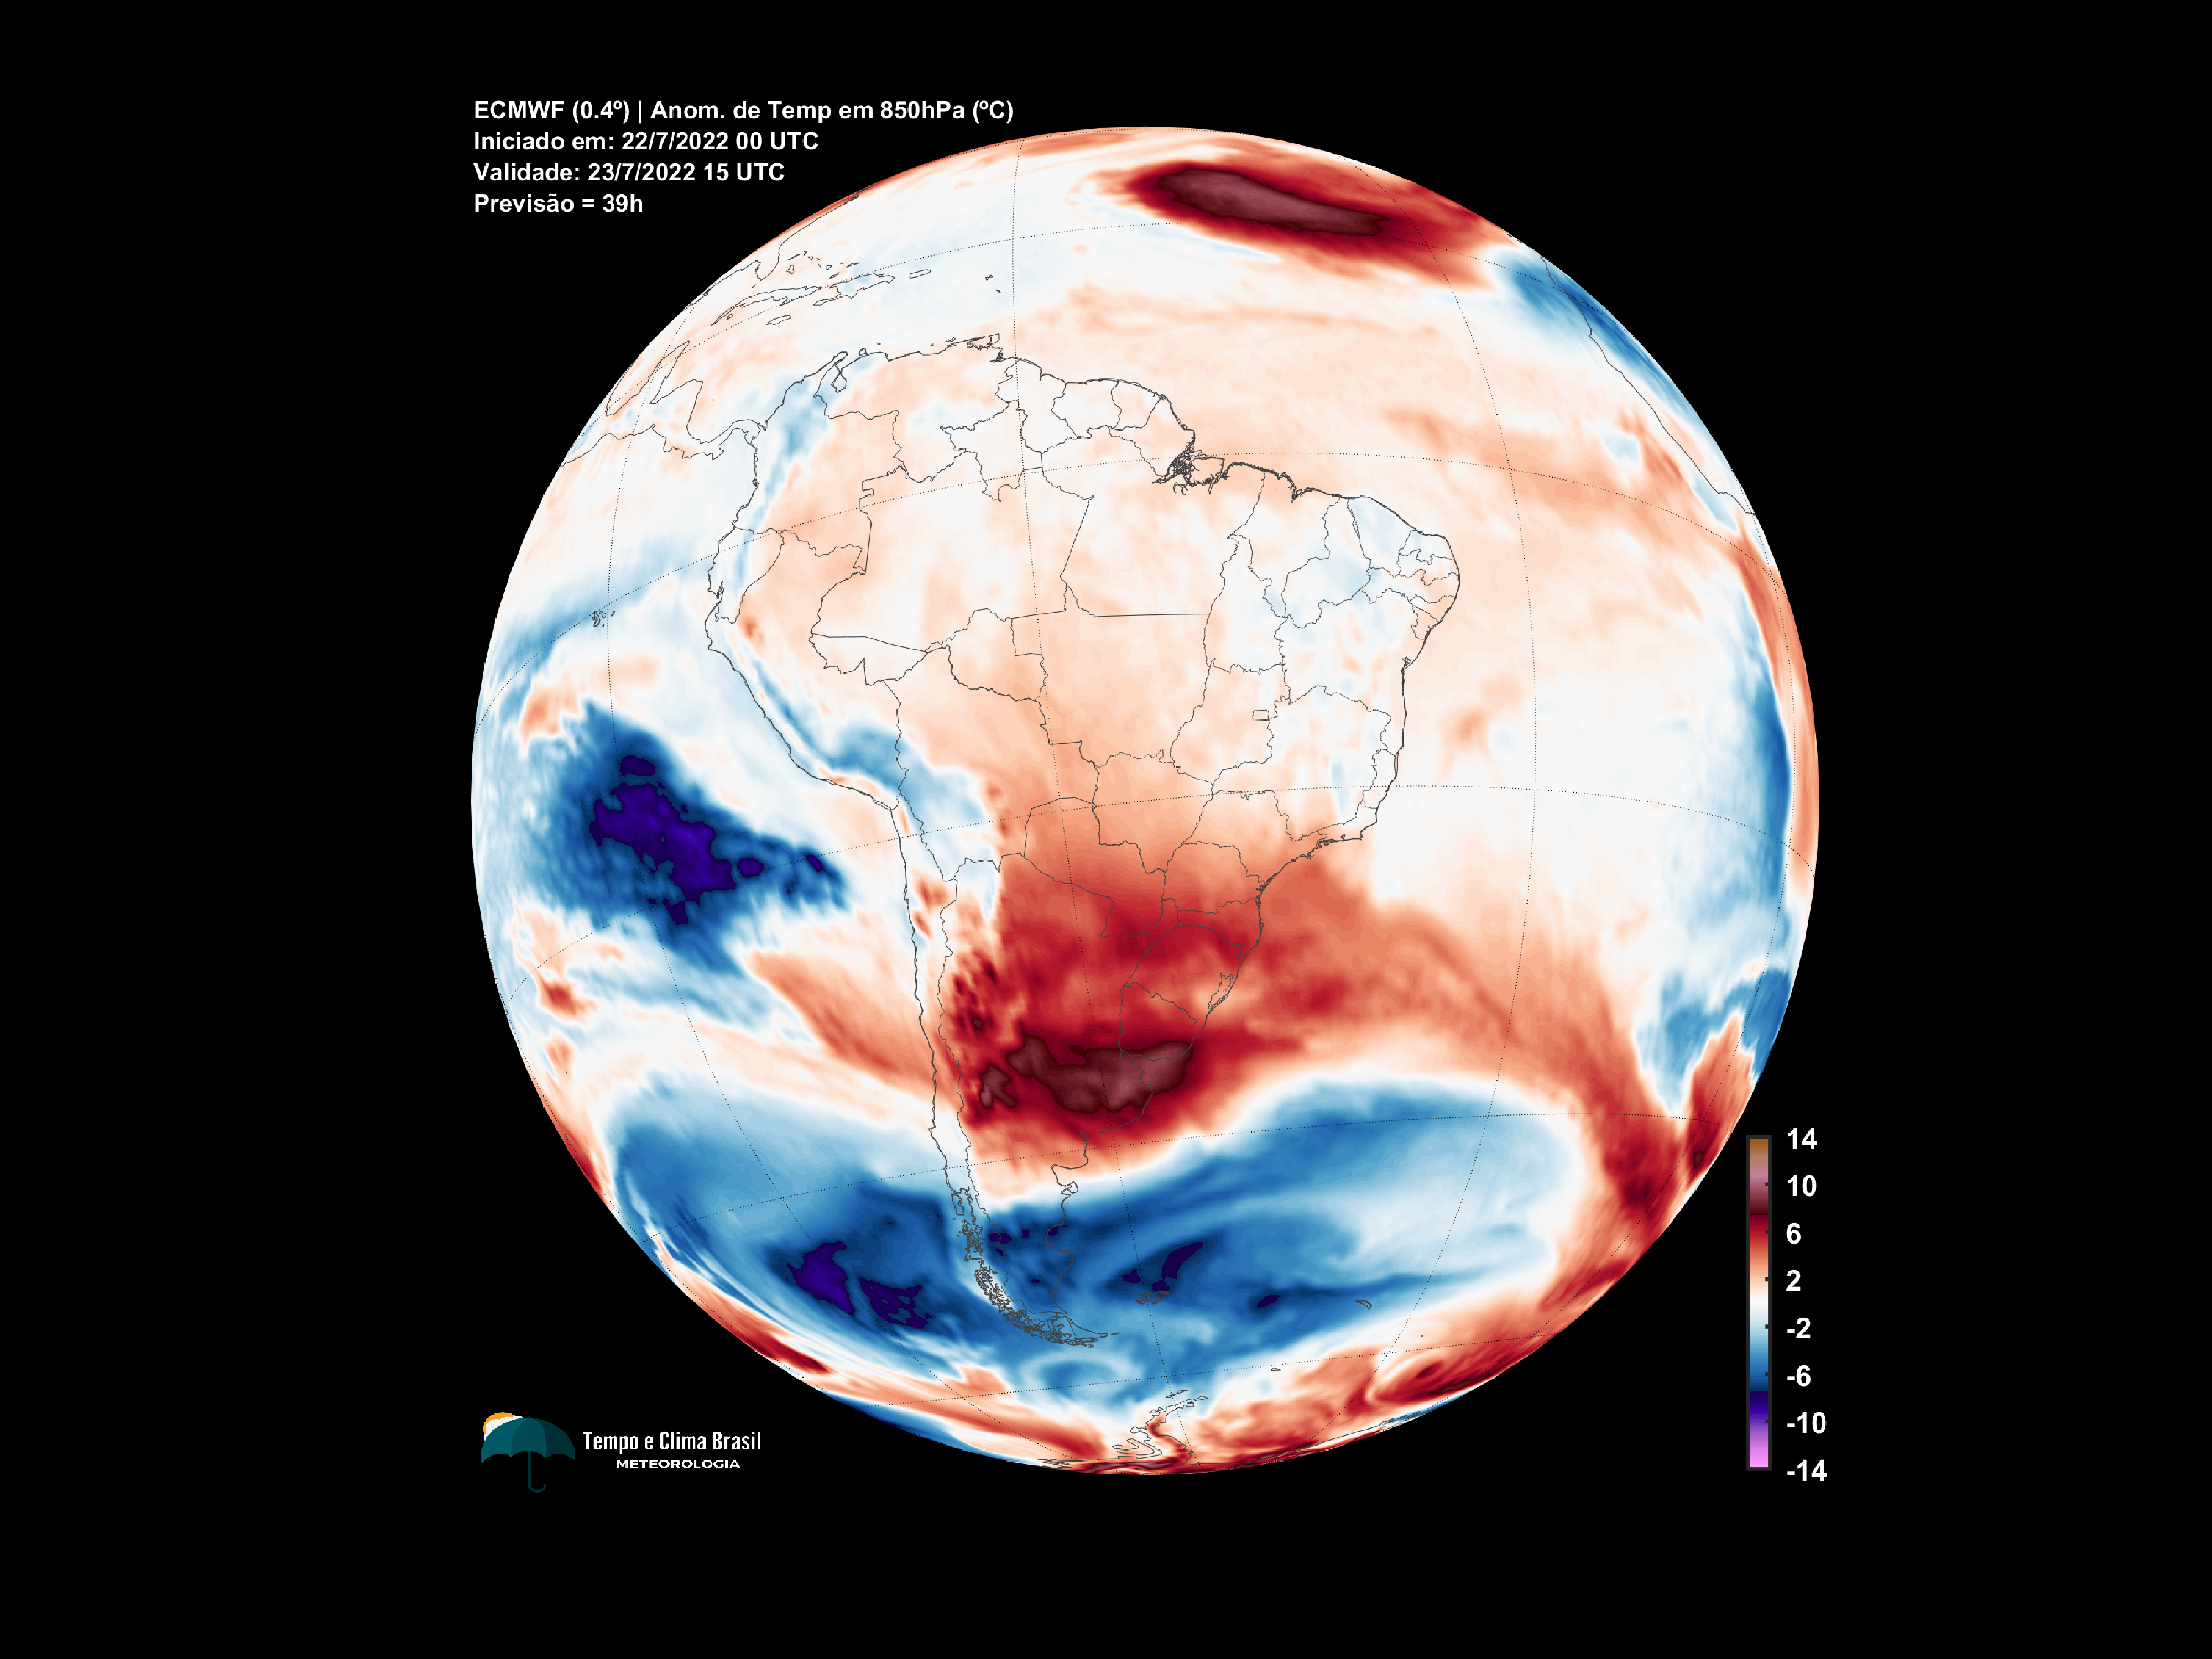 ECMWF (0.4º) | Anom. de Temp em 850hPa (ºC)
Iniciado em: 22/7/2022 00 UTC
Validade: 23/7/2022 15 UTC
Previsão = 39h
14
10
6
2
-2
-6
-10
-14
Tempo e Clima Brasil
METEOROLOGIA